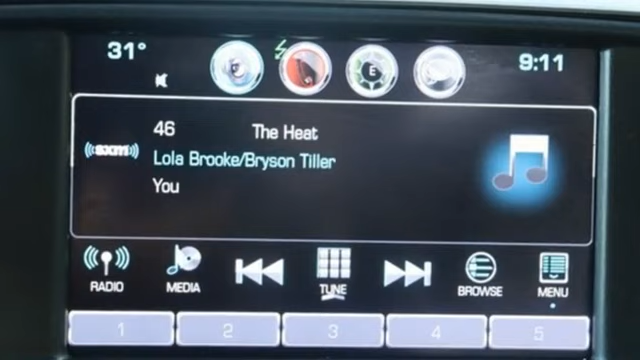 31° 9:11
E
46 The Heat
((sxm))
Lola Brooke/Bryson Tiller
You
RADIO MEDIA TUNE BROWSE MENU
1 2 3 4 5